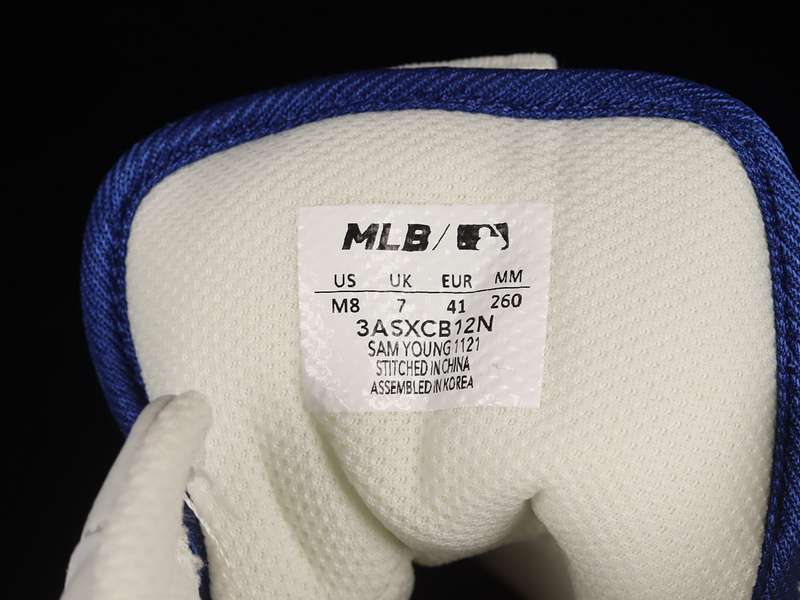 MLB/
US UK EUR MM
M8 7 41 260
3ASXCB12N
SAM YOUNG 1121
STITCHED IN CHINA
ASSEMBLED IN KOREA